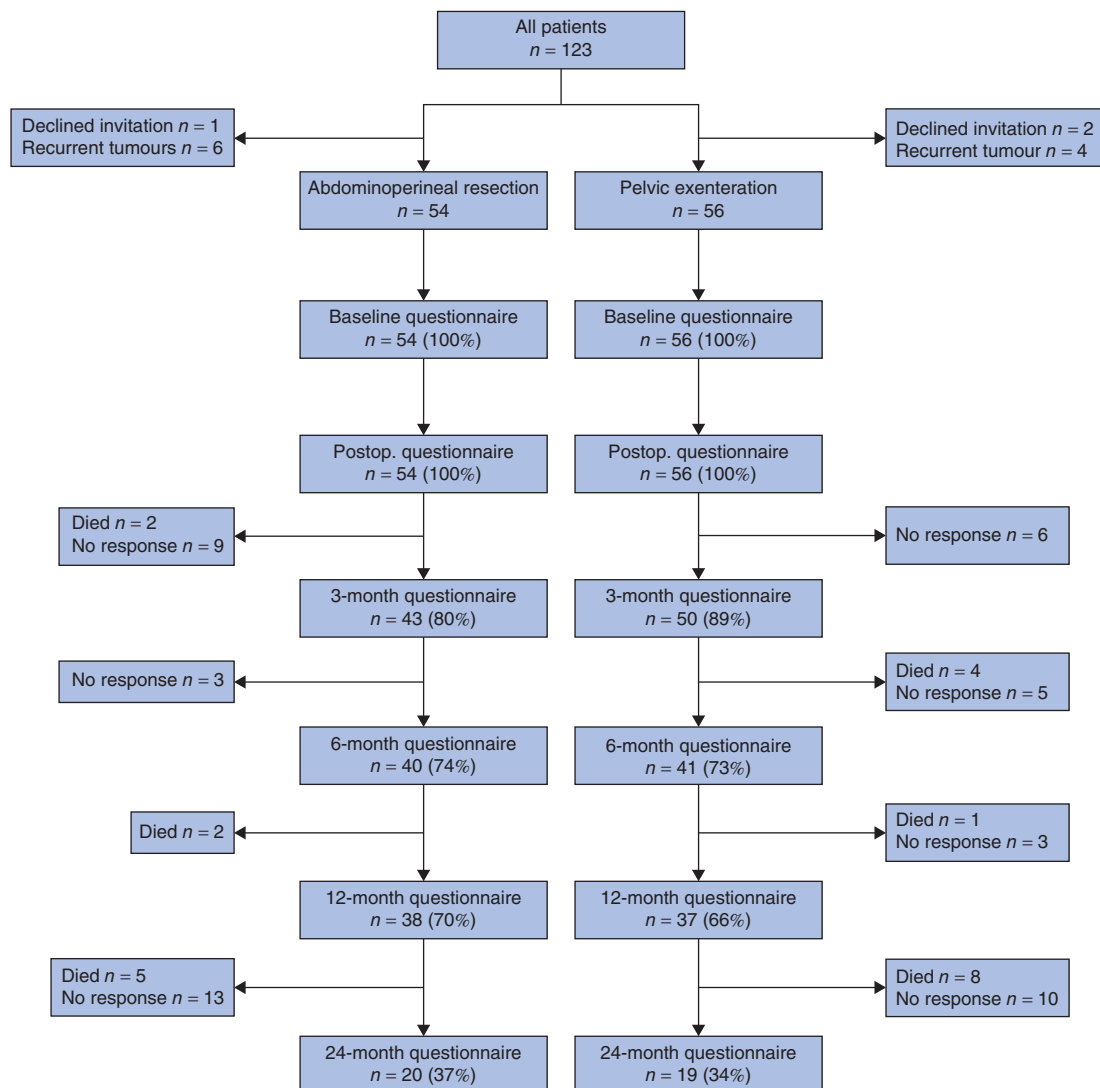 All patients
n = 123
Declined invitation n = 1
Recurrent tumours n = 6
Declined invitation n = 2
Recurrent tumour n = 4
Abdominoperineal resection
n = 54
Pelvic exenteration
n = 56
Baseline questionnaire
n = 54 (100%)
Baseline questionnaire
n = 56 (100%)
Postop. questionnaire
n = 54 (100%)
Postop. questionnaire
n = 56 (100%)
Died n = 2
No response n = 9
No response n = 6
3-month questionnaire
n = 43 (80%)
3-month questionnaire
n = 50 (89%)
No response n = 3
Died n = 4
No response n = 5
6-month questionnaire
n = 40 (74%)
6-month questionnaire
n = 41 (73%)
Died n = 2
Died n = 1
No response n = 3
12-month questionnaire
n = 38 (70%)
12-month questionnaire
n = 37 (66%)
Died n = 5
No response n = 13
Died n = 8
No response n = 10
24-month questionnaire
n = 20 (37%)
24-month questionnaire
n = 19 (34%)